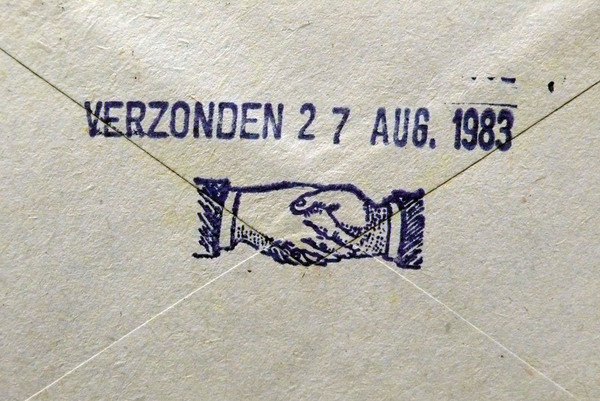 VERZONDEN 27 AUG. 1983